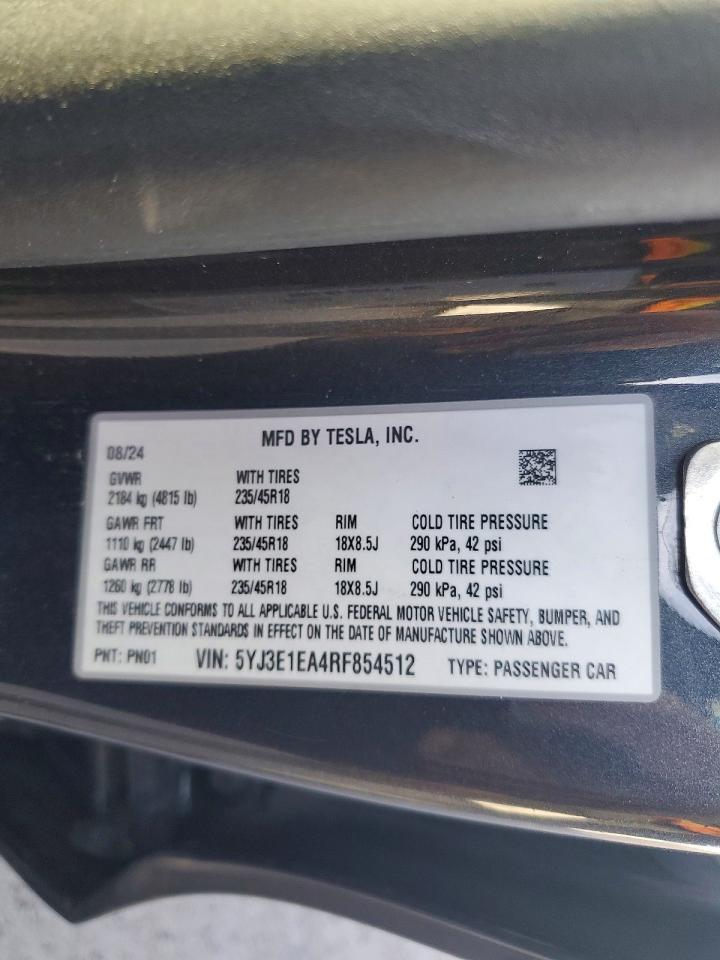 MFD BY TESLA, INC.
08/24
GVWR WITH TIRES
2184 kg (4815 lb) 235/45R18
GAWR FRT WITH TIRES RIM COLD TIRE PRESSURE
1110 kg (2447 lb) 235/45R18 18X8.5J 290 kPa, 42 psi
GAWR RR WITH TIRES RIM COLD TIRE PRESSURE
1260 kg (2778 lb) 235/45R18 18X8.5J 290 kPa, 42 psi
THIS VEHICLE CONFORMS TO ALL APPLICABLE U.S. FEDERAL MOTOR VEHICLE SAFETY, BUMPER, AND
THEFT PREVENTION STANDARDS IN EFFECT ON THE DATE OF MANUFACTURE SHOWN ABOVE.
PNT: PN01 VIN: 5YJ3E1EA4RF854512 TYPE: PASSENGER CAR